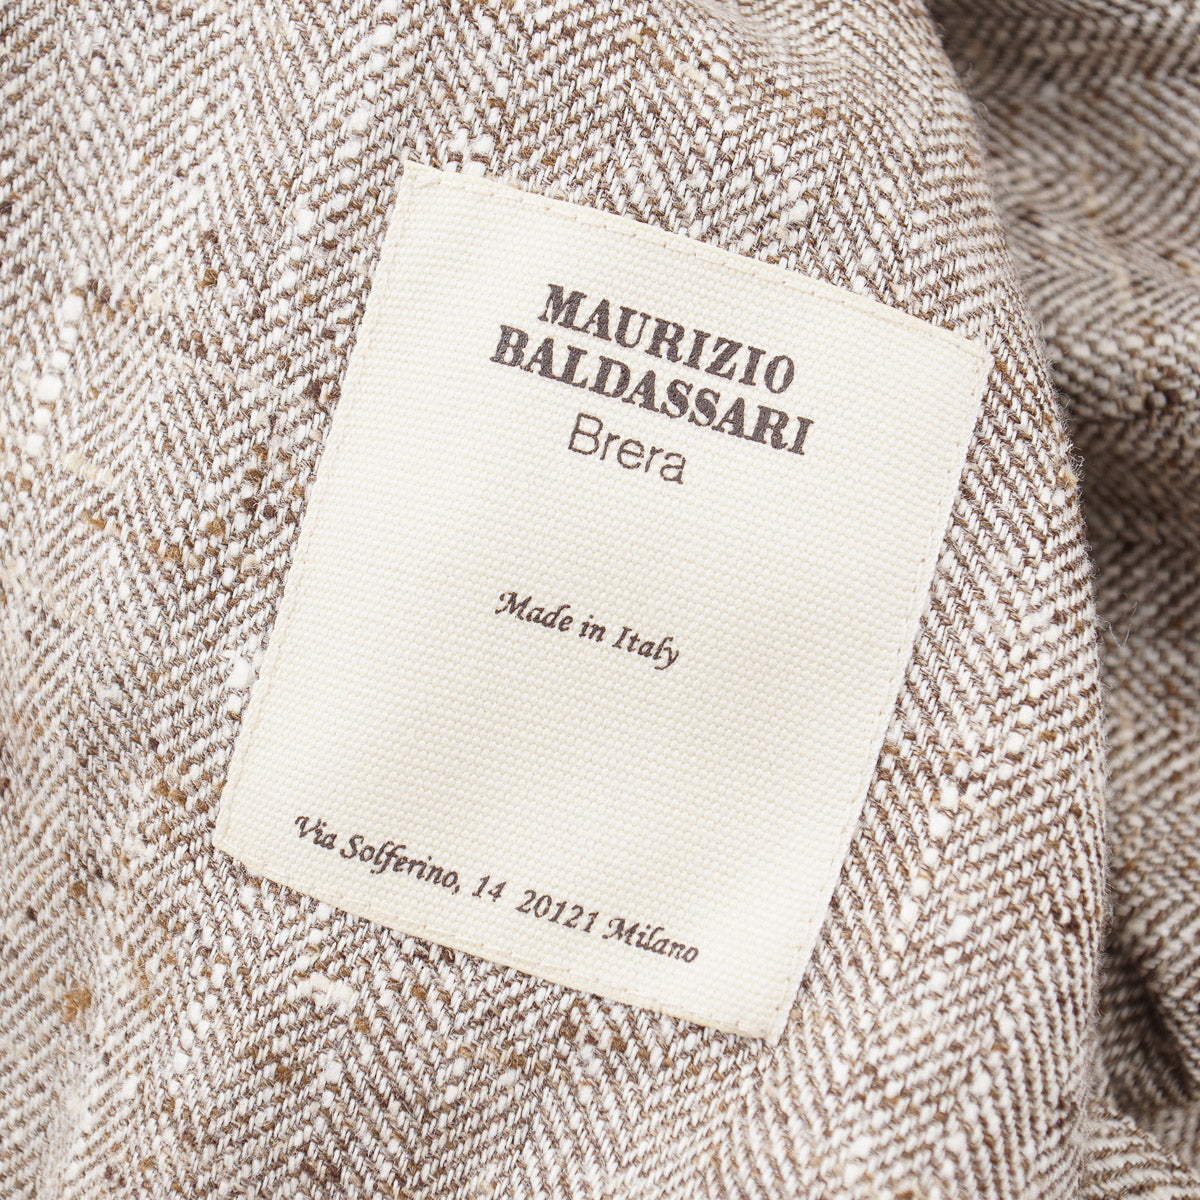 MAURIZIO
BALDASSARI
Brera
Made in Italy
Via Solferino, 14 20121 Milano